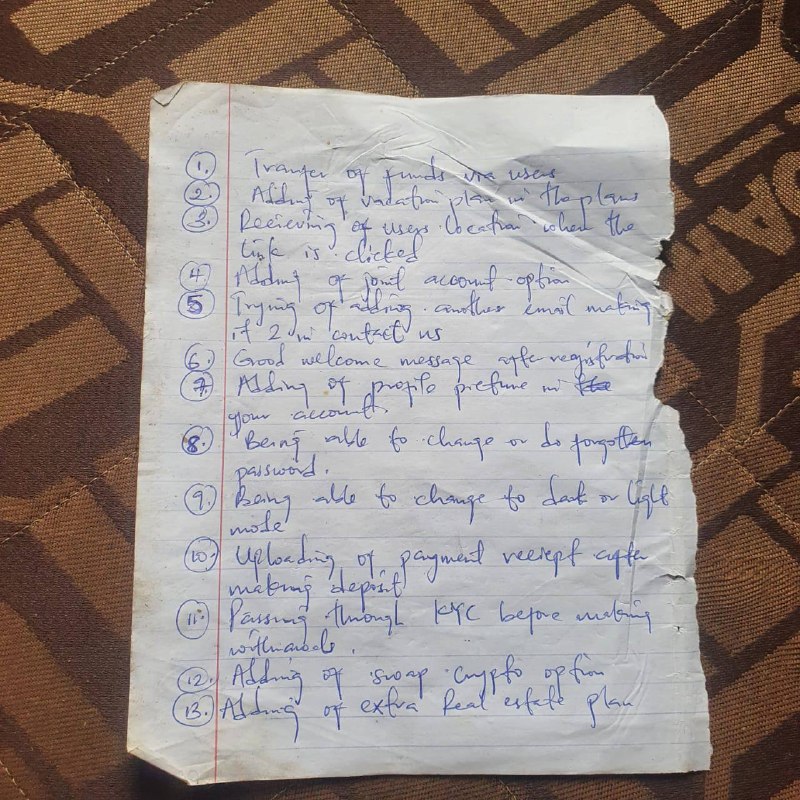 1. Tranfer of funds via users
2. Adding of vacation plan in the plans
3. Recieving of users location when the
link is clicked
4. Adding of joint account option
5 Trying of adding another email making
it 2 in contact us
6. Good welcome message after registration
7. Adding of profile picture in
your account.
8. Being able to change or do forgotten
password.
9. Being able to change to dark or light
mode
10. Uploading of payment reciept after
making deposit
11. Passing through KYC before making
12. Adding of swap crypto option
13. Adding of extra Real estate plan